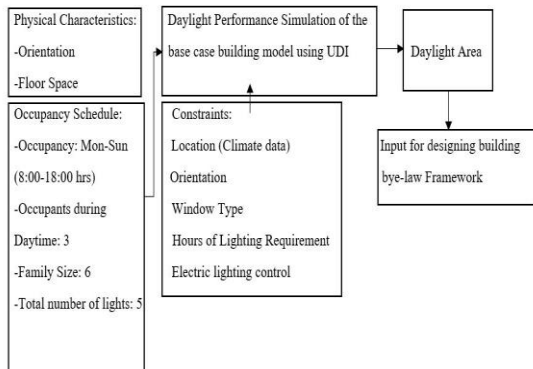 Physical Characteristics:
-Orientation
-Floor Space
Occupancy Schedule:
-Occupancy: Mon-Sun
(8:00-18:00 hrs)
-Occupants during
Daytime: 3
-Family Size: 6
-Total number of lights: 5
Daylight Performance Simulation of the
base case building model using UDI
Constraints:
Location (Climate data)
Orientation
Window Type
Hours of Lighting Requirement
Electric lighting control
Daylight Area
Input for designing building
bye-law Framework